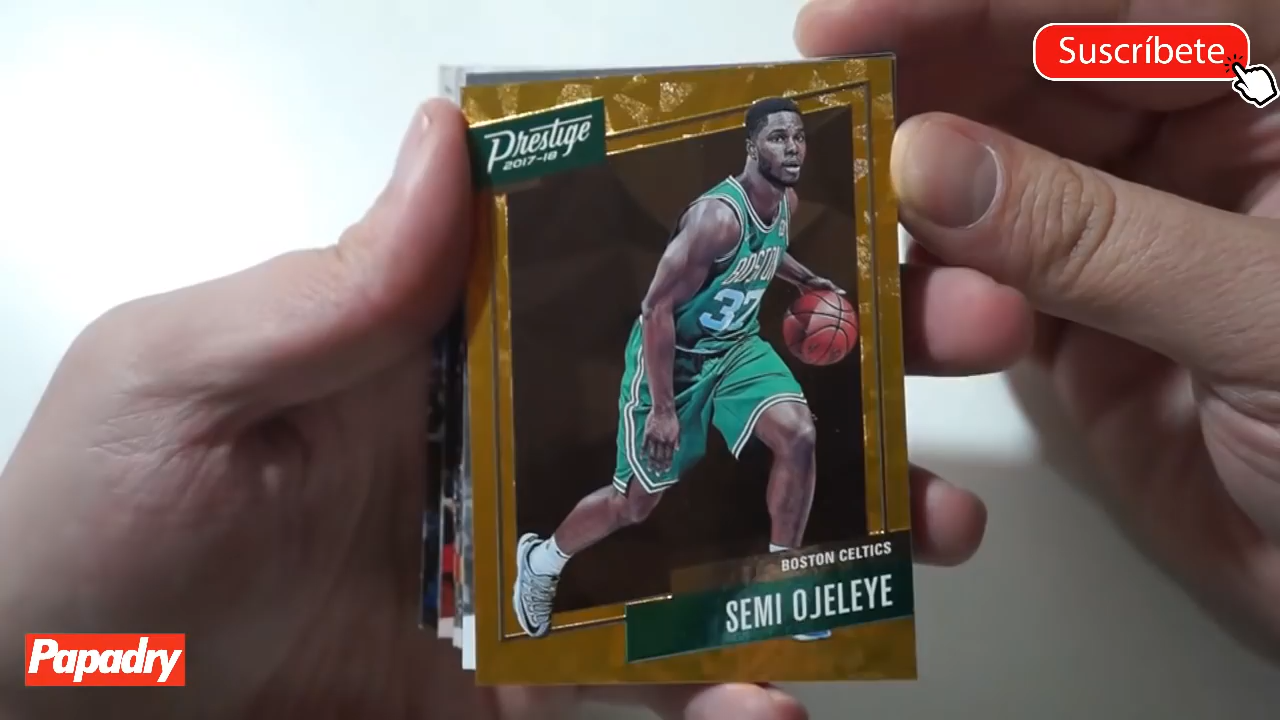 Suscríbete
Prestige
2017-18
BOSTON
37
BOSTON CELTICS
SEMI OJELEYE
Papadry